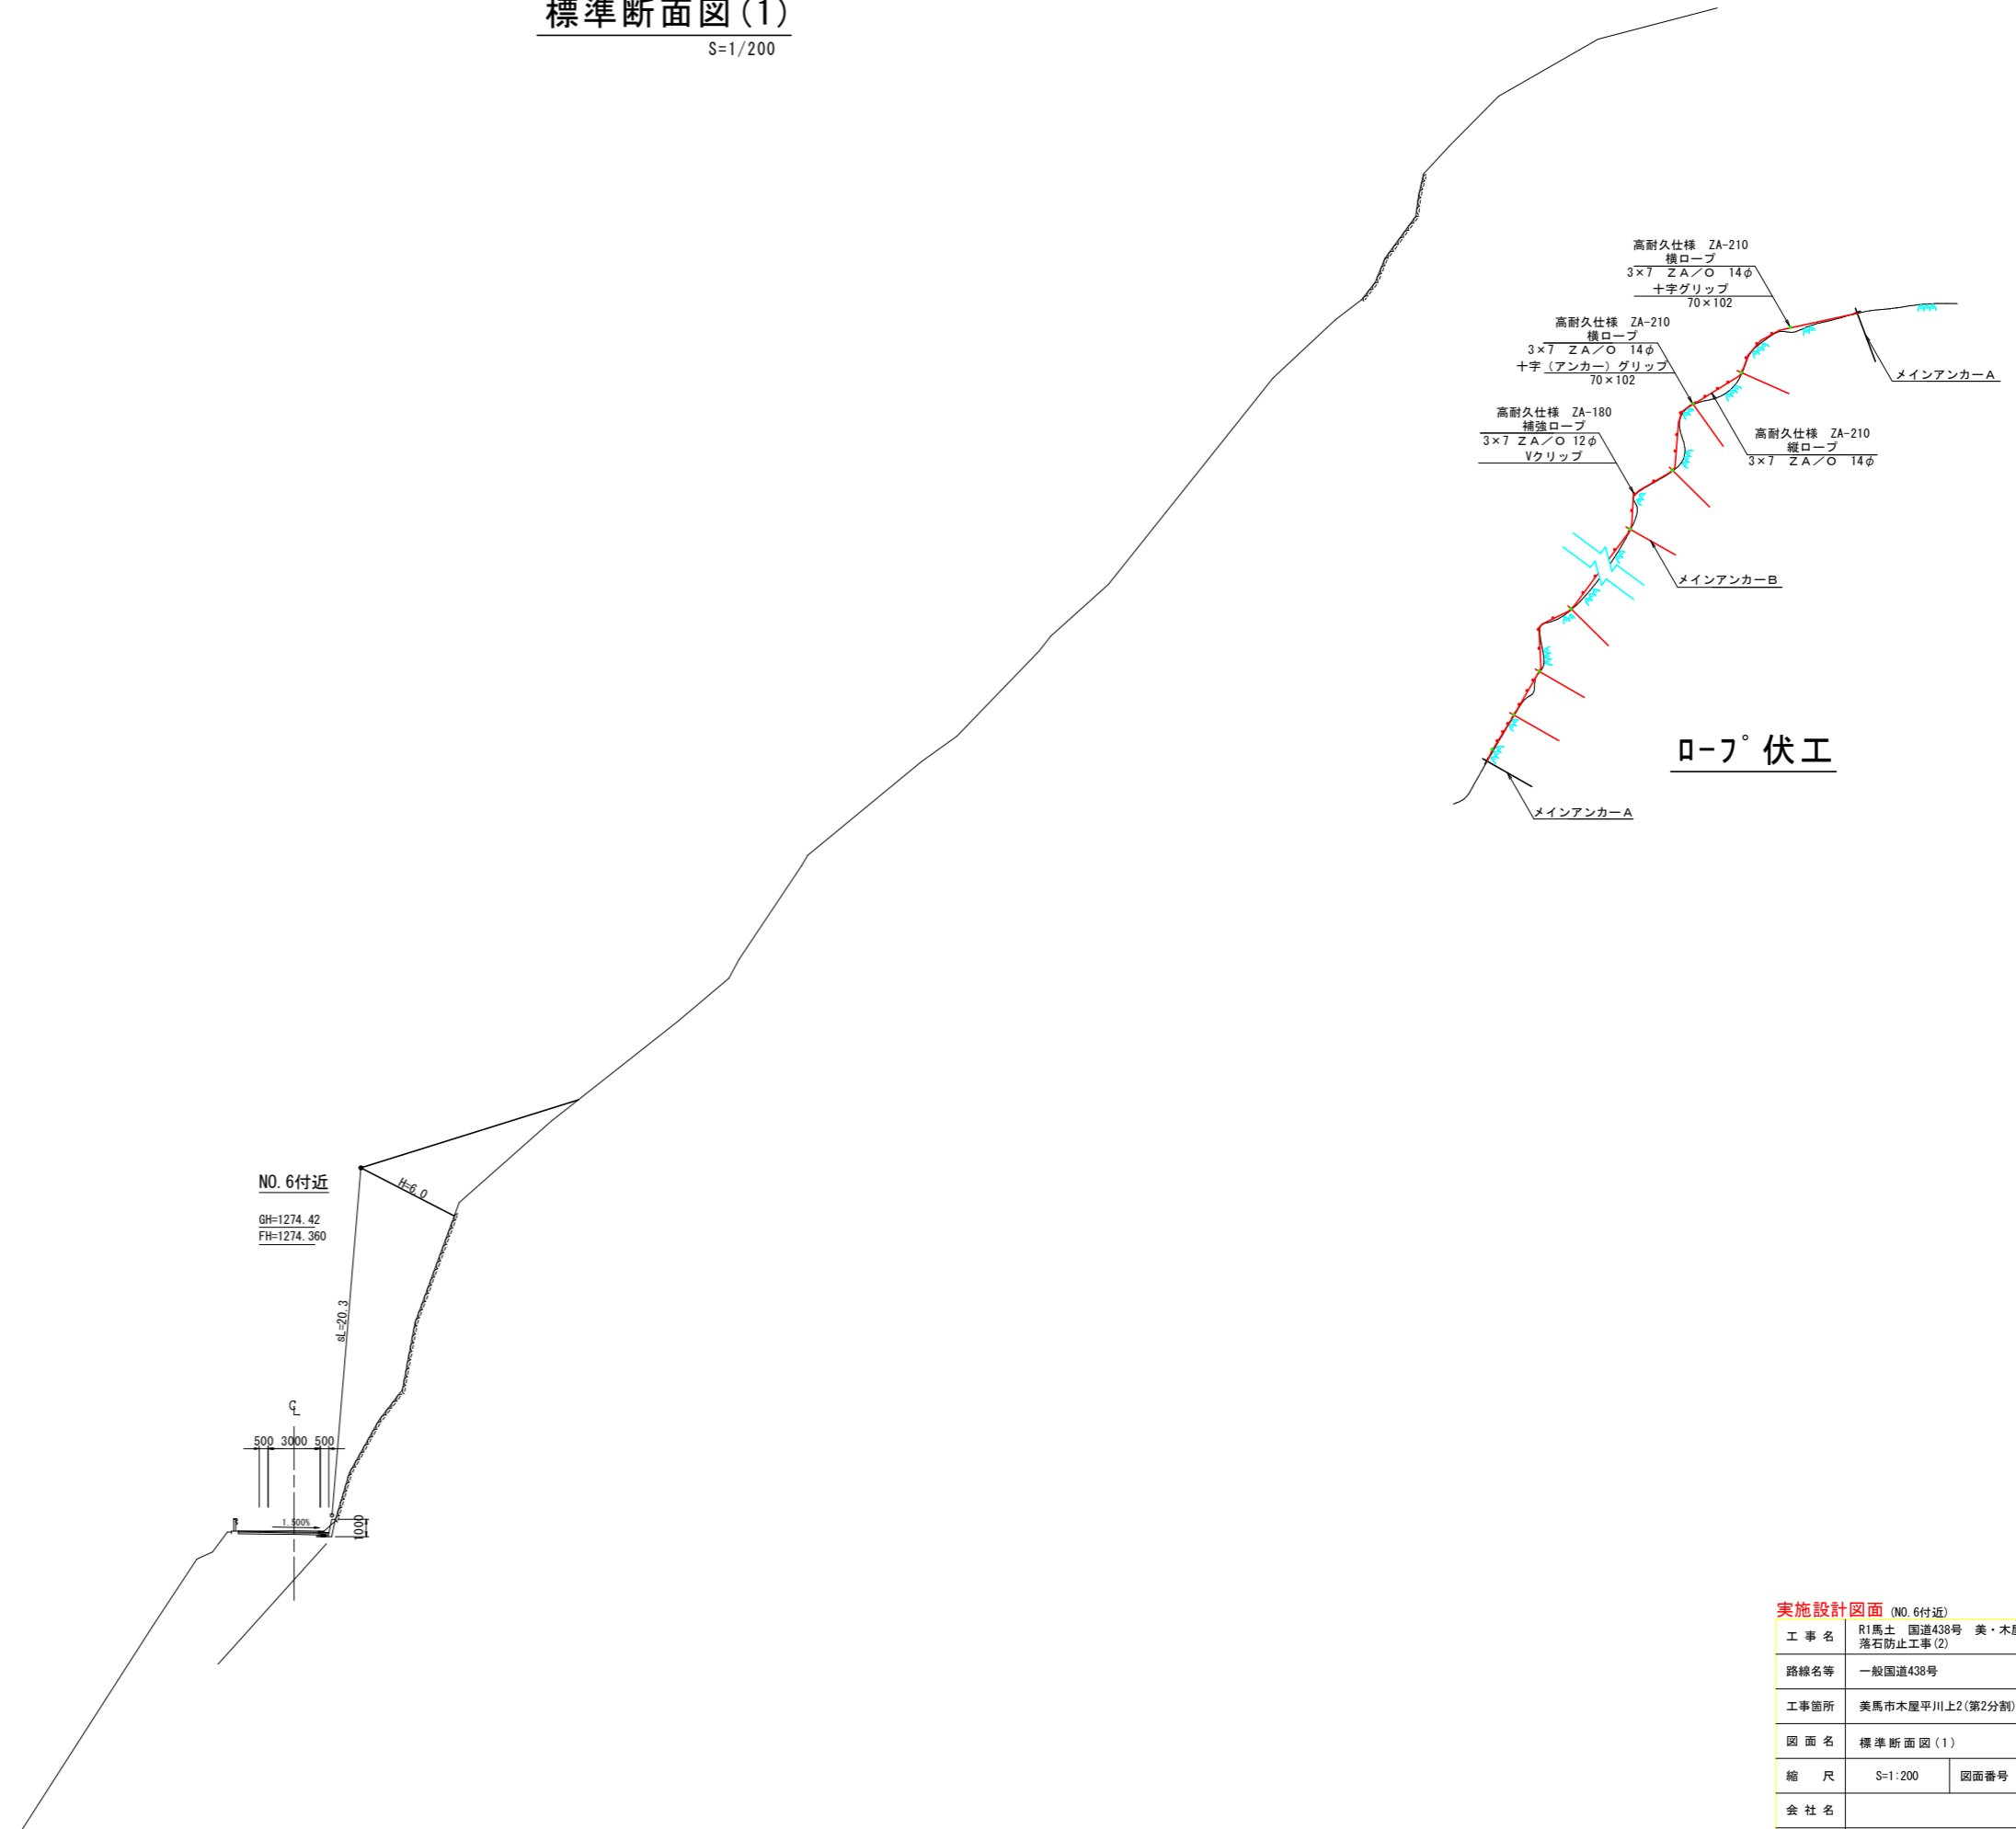 標準断面図(1)
S=1/200
高耐久仕様 ZA-210
横ロープ
3×7 ZA/O 14φ
十字グリップ
70×102
高耐久仕様 ZA-210
横ロープ
3×7 ZA/O 14φ
十字(アンカー)グリップ
70×102
高耐久仕様 ZA-180
補強ロープ
3×7 ZA/O 12φ
Vクリップ
メインアンカーA
高耐久仕様 ZA-210
縦ロープ
3×7 ZA/O 14φ
メインアンカーB
ロープ伏工
メインアンカーA
NO.6付近
GH=1274.42
FH=1274.360
H=6.0
sL=20.3
CL
500 3000 500
1.500%
1000
実施設計図面 (NO.6付近)
工事名 R1馬土 国道438号 美・木屋
落石防止工事(2)
路線名等 一般国道438号
工事箇所 美馬市木屋平川上2(第2分割)
図面名 標準断面図(1)
縮尺 S=1:200 図面番号
会社名